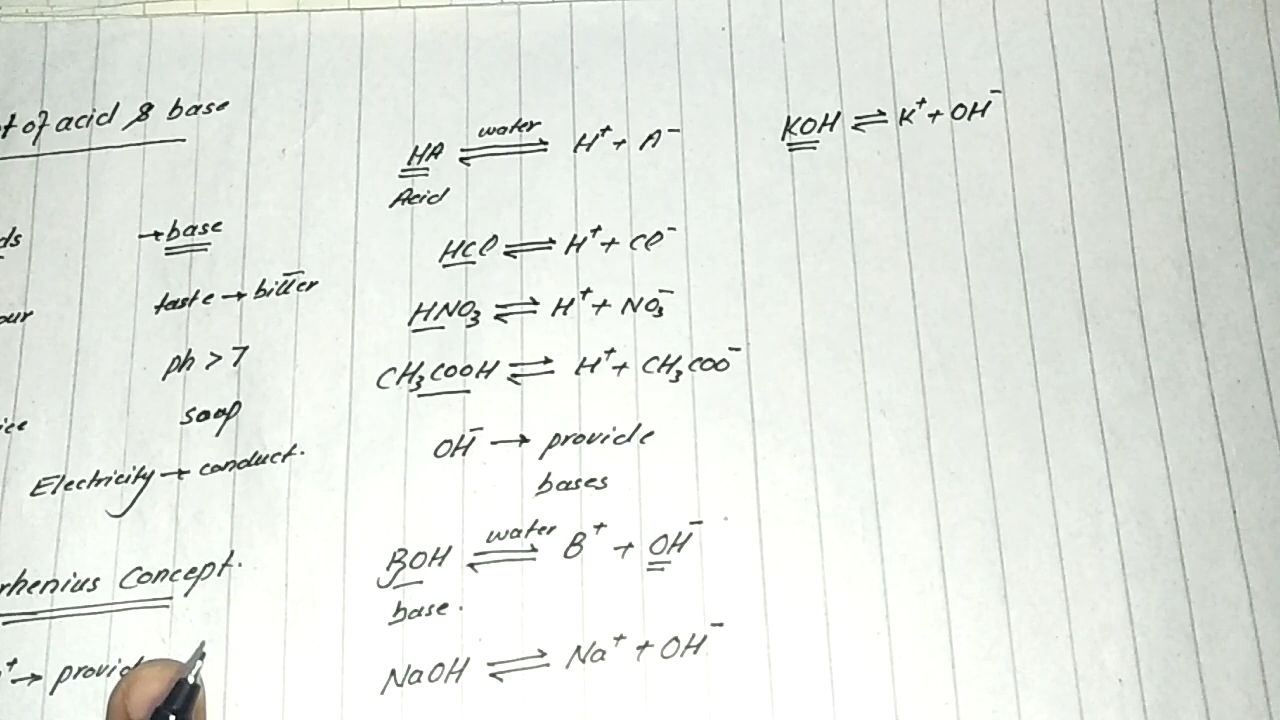 t of acid & base
ds
→ base
our
taste → bitter
ph > 7
soap
ice
Electricity → conduct.
rhenius Concept.
+ → provid
HA ⇌ water H⁺ + A⁻
Acid
HCl ⇌ H⁺ + Cl⁻
HNO₃ ⇌ H⁺ + NO₃⁻
CH₃COOH ⇌ H⁺ + CH₃COO⁻
OH⁻ → provide
bases
BOH ⇌ water B⁺ + OH⁻
base.
NaOH ⇌ Na⁺ + OH⁻
KOH ⇌ K⁺ + OH⁻